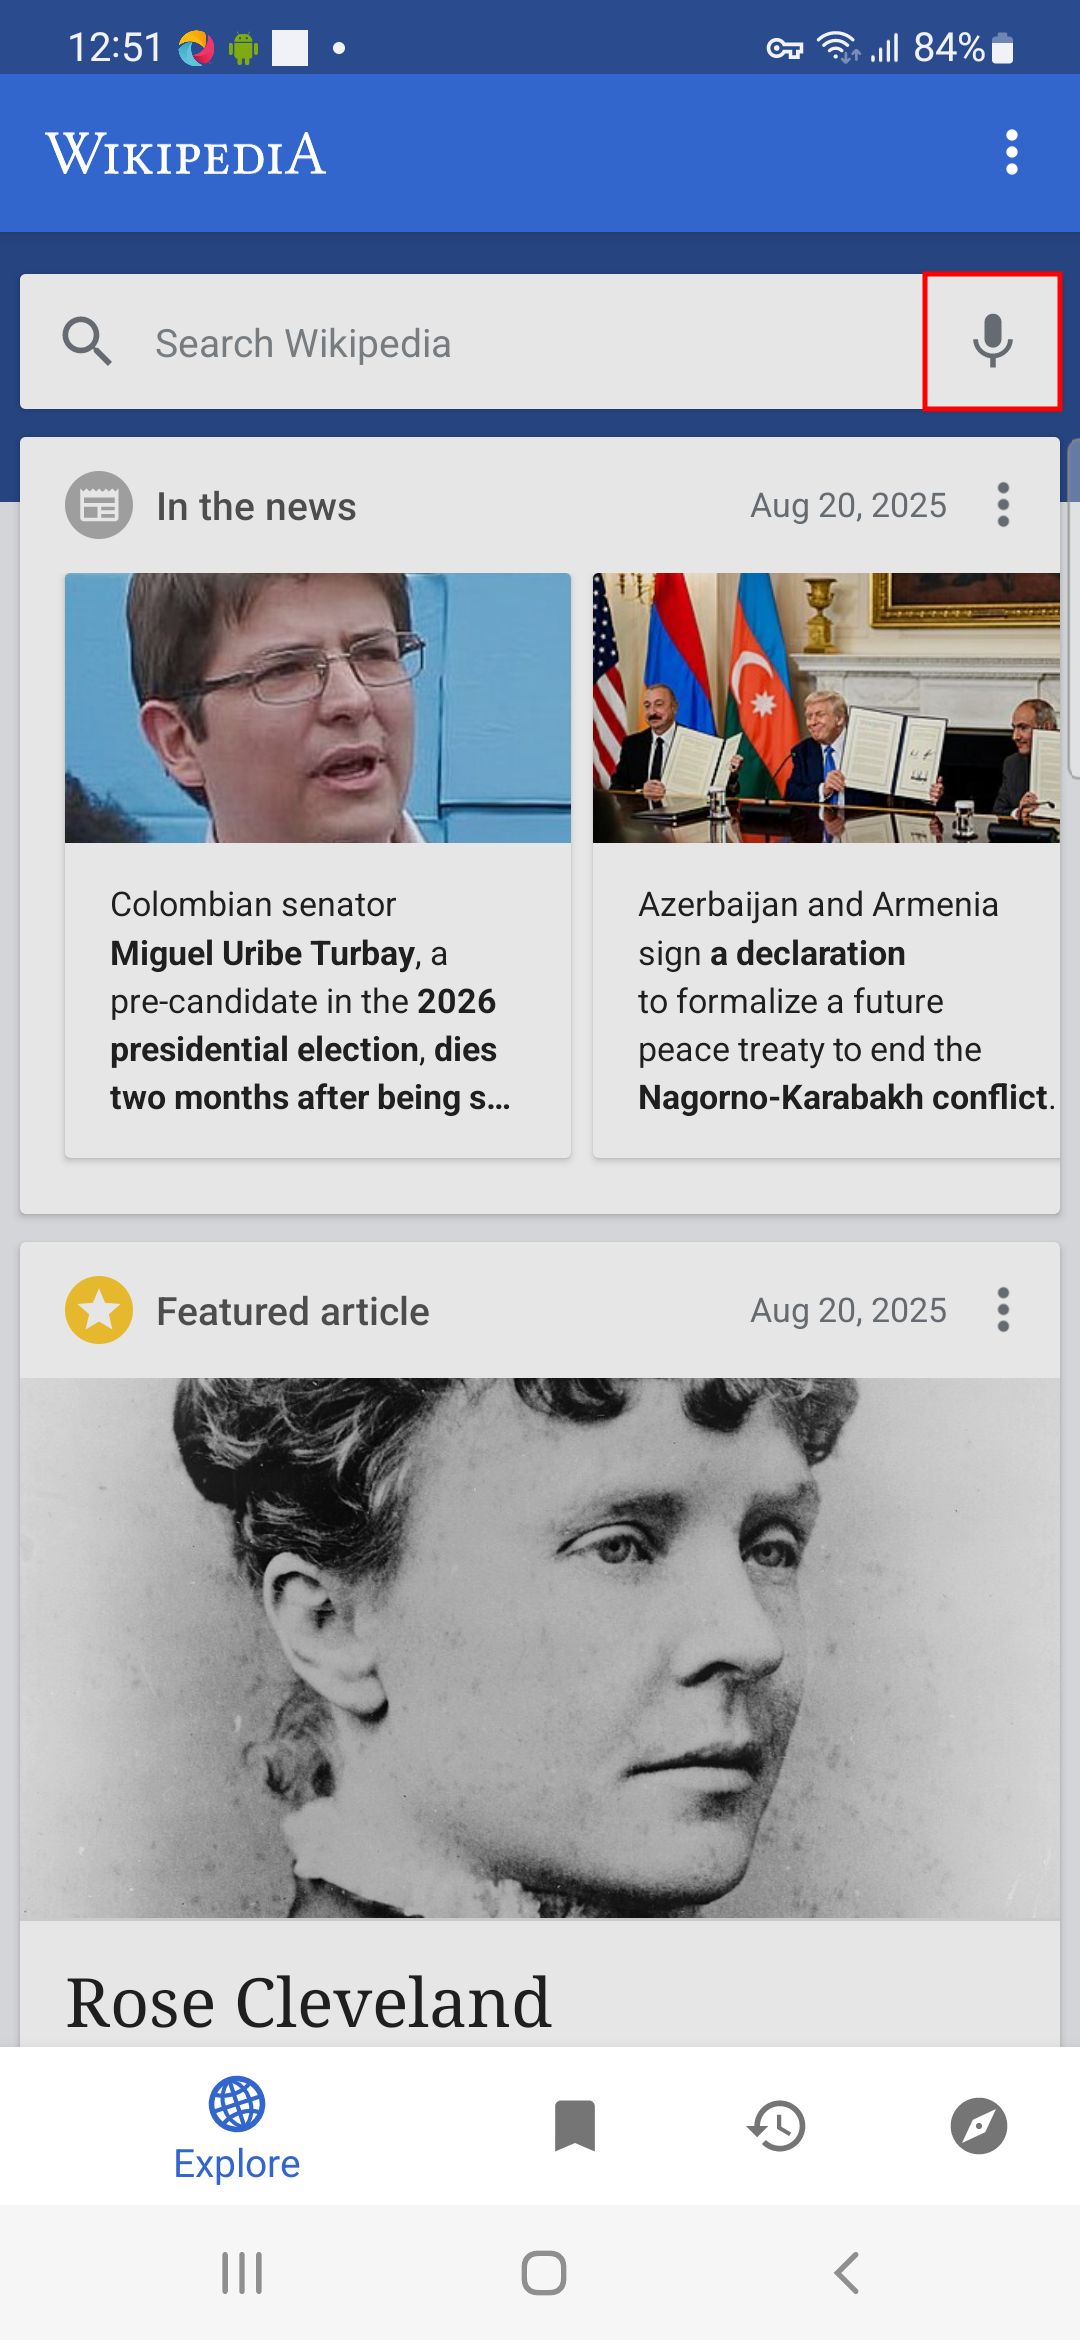 12:51
84%
WIKIPEDIA
Search Wikipedia
In the news
Aug 20, 2025
Colombian senator
Miguel Uribe Turbay, a
pre-candidate in the 2026
presidential election, dies
two months after being s...
Azerbaijan and Armenia
sign a declaration
to formalize a future
peace treaty to end the
Nagorno-Karabakh conflict.
Featured article
Aug 20, 2025
Rose Cleveland
Explore